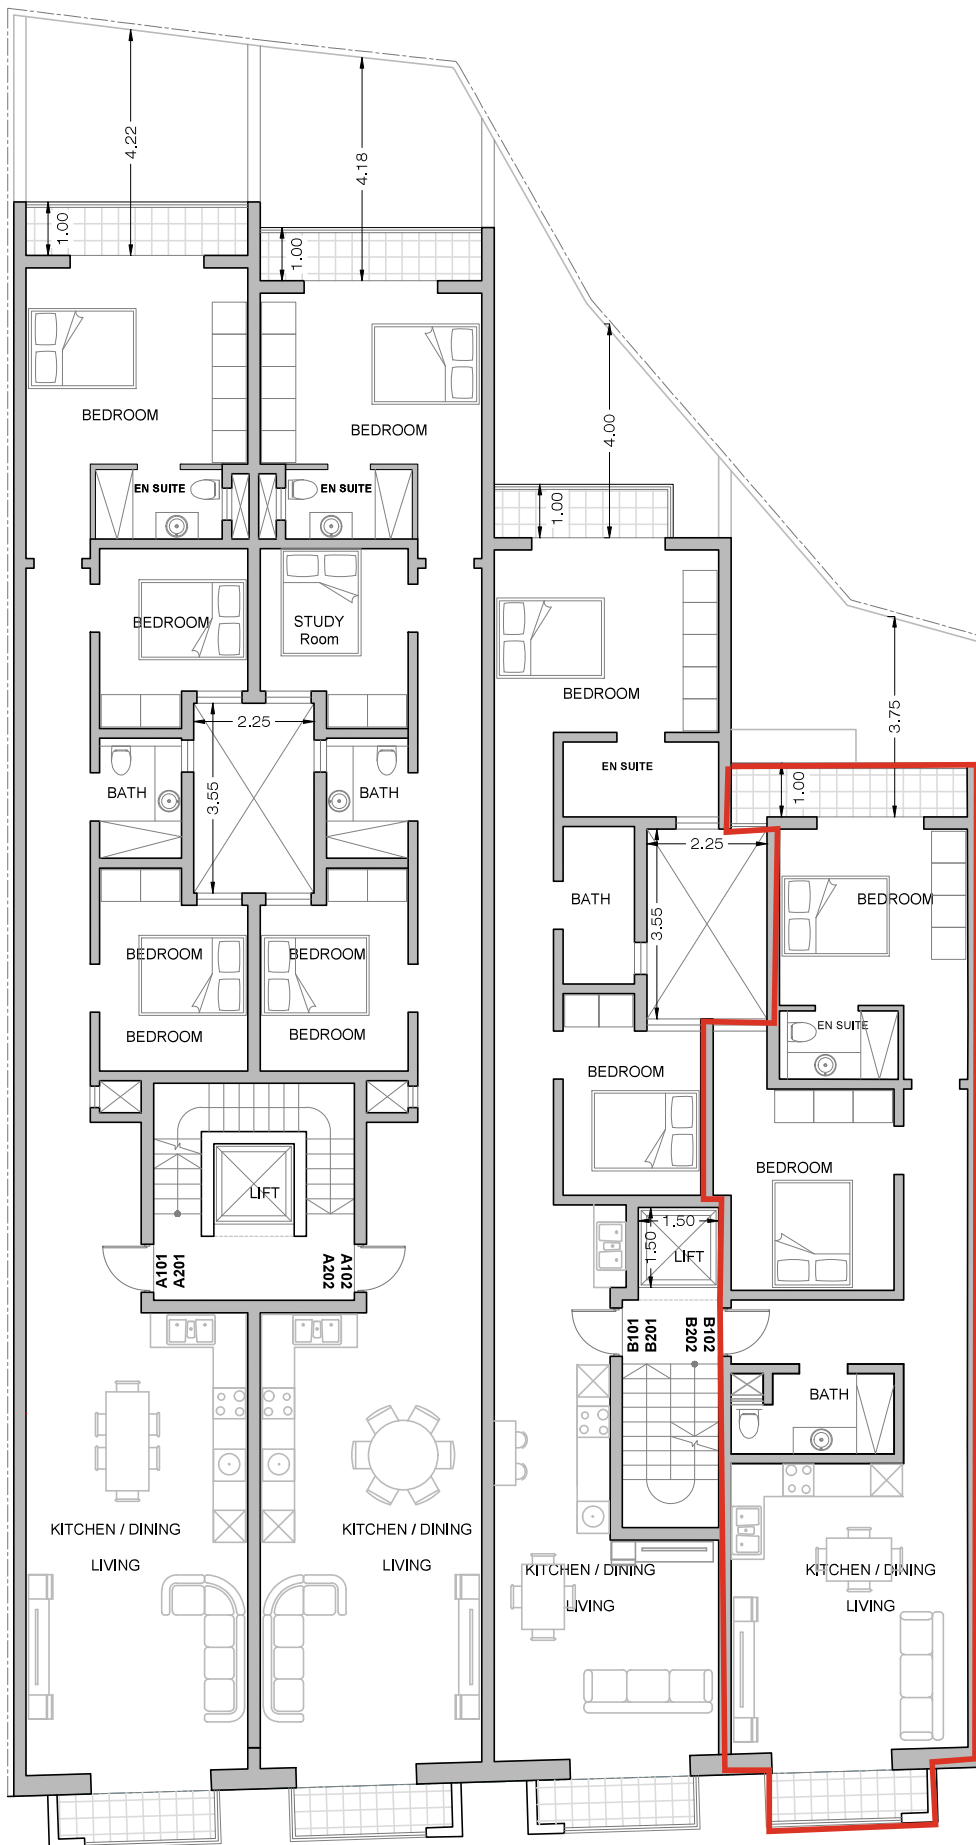 4.22
4.18
1.00
1.00
BEDROOM
BEDROOM
EN SUITE
EN SUITE
BEDROOM
STUDY
Room
2.25
3.55
BATH
BATH
BEDROOM
BEDROOM
BEDROOM
BEDROOM
LIFT
A101
A201
A102
A202
KITCHEN / DINING
LIVING
KITCHEN / DINING
LIVING
4.00
1.00
BEDROOM
EN SUITE
3.75
1.00
2.25
3.55
BATH
BEDROOM
EN SUITE
BEDROOM
BEDROOM
1.50
1.50
LIFT
B101
B201
B102
B202
BATH
KITCHEN / DINING
LIVING
KITCHEN / DINING
LIVING